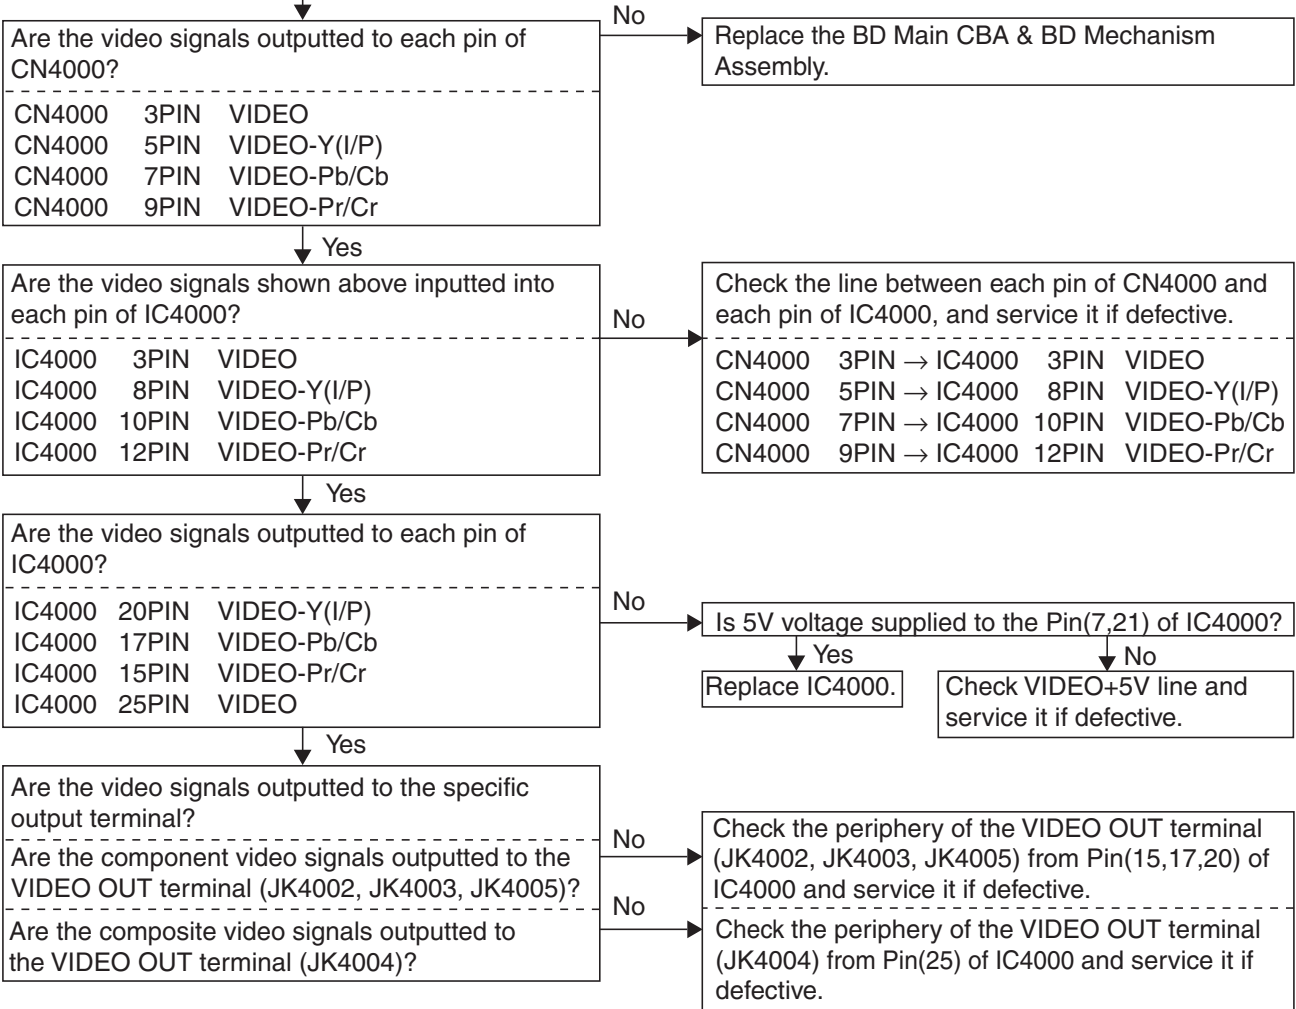 Are the video signals outputted to each pin of
CN4000?
CN4000 3PIN VIDEO
CN4000 5PIN VIDEO-Y(I/P)
CN4000 7PIN VIDEO-Pb/Cb
CN4000 9PIN VIDEO-Pr/Cr
No
Replace the BD Main CBA & BD Mechanism
Assembly.
Yes
Are the video signals shown above inputted into
each pin of IC4000?
IC4000 3PIN VIDEO
IC4000 8PIN VIDEO-Y(I/P)
IC4000 10PIN VIDEO-Pb/Cb
IC4000 12PIN VIDEO-Pr/Cr
No
Check the line between each pin of CN4000 and
each pin of IC4000, and service it if defective.
CN4000 3PIN → IC4000 3PIN VIDEO
CN4000 5PIN → IC4000 8PIN VIDEO-Y(I/P)
CN4000 7PIN → IC4000 10PIN VIDEO-Pb/Cb
CN4000 9PIN → IC4000 12PIN VIDEO-Pr/Cr
Yes
Are the video signals outputted to each pin of
IC4000?
IC4000 20PIN VIDEO-Y(I/P)
IC4000 17PIN VIDEO-Pb/Cb
IC4000 15PIN VIDEO-Pr/Cr
IC4000 25PIN VIDEO
No
Is 5V voltage supplied to the Pin(7,21) of IC4000?
Yes
No
Replace IC4000.
Check VIDEO+5V line and
service it if defective.
Yes
Are the video signals outputted to the specific
output terminal?
Are the component video signals outputted to the
VIDEO OUT terminal (JK4002, JK4003, JK4005)?
No
Check the periphery of the VIDEO OUT terminal
(JK4002, JK4003, JK4005) from Pin(15,17,20) of
IC4000 and service it if defective.
Are the composite video signals outputted to
the VIDEO OUT terminal (JK4004)?
No
Check the periphery of the VIDEO OUT terminal
(JK4004) from Pin(25) of IC4000 and service it if
defective.